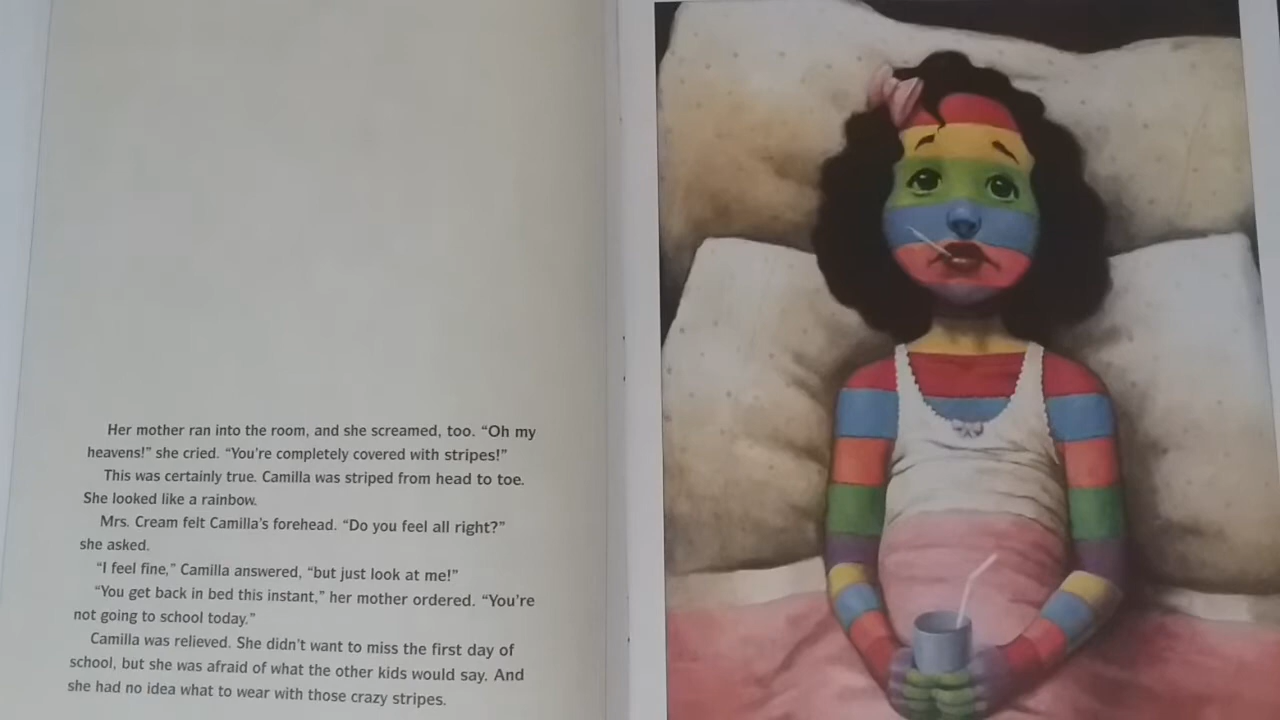 Her mother ran into the room, and she screamed, too. “Oh my
heavens!” she cried. “You're completely covered with stripes!”
This was certainly true. Camilla was striped from head to toe.
She looked like a rainbow.
Mrs. Cream felt Camilla's forehead. “Do you feel all right?”
she asked.
“I feel fine,” Camilla answered, “but just look at me!”
“You get back in bed this instant,” her mother ordered. “You're
not going to school today.”
Camilla was relieved. She didn't want to miss the first day of
school, but she was afraid of what the other kids would say. And
she had no idea what to wear with those crazy stripes.